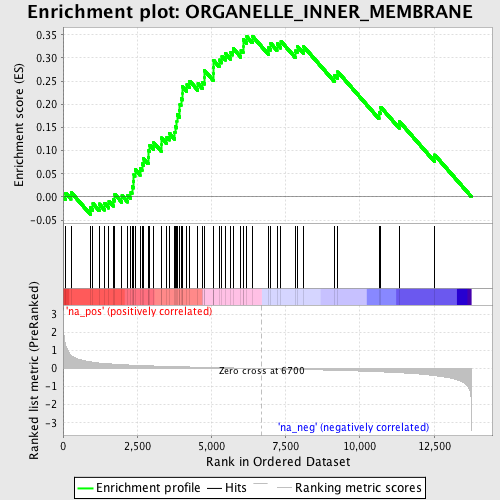 Enrichment plot: ORGANELLE_INNER_MEMBRANE
Enrichment score (ES)
0.35
0.30
0.25
0.20
0.15
0.10
0.05
0.00
-0.05
'na_pos' (positively correlated)
Ranked list metric (PreRanked)
3
2
1
0
-1
-2
-3
Zero cross at 6700
'na_neg' (negatively correlated)
0
2,500
5,000
7,500
10,000
12,500
Rank in Ordered Dataset
Enrichment profile
Hits
Ranking metric scores